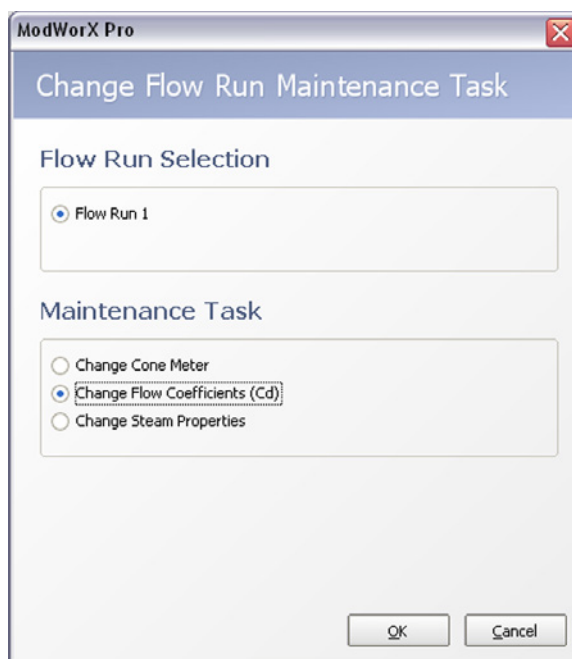 ModWorX Pro
Change Flow Run Maintenance Task
Flow Run Selection
Flow Run 1
Maintenance Task
Change Cone Meter
Change Flow Coefficients (Cd)
Change Steam Properties
OK Cancel